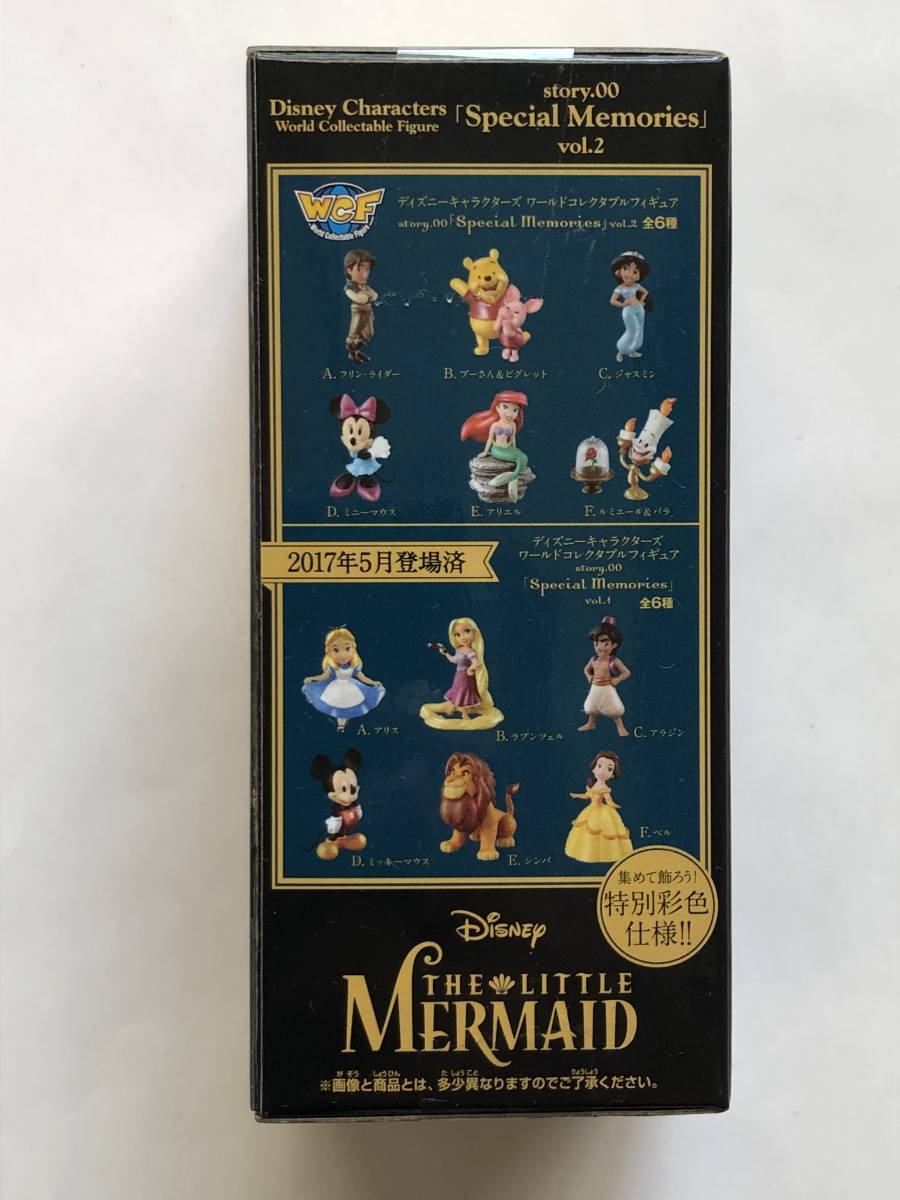 story.00
Disney Characters
World Collectable Figure
「Special Memories」
vol.2
WCF
World Collectable Figure
ディズニーキャラクターズ ワールドコレクタブルフィギュア
story.00「Special Memories」vol.2 全6種
A. フリン・ライダー
B. プーさん&ピグレット
C. ジャスミン
D. ミニーマウス
E. アリエル
F. ルミエール&バラ
2017年5月登場済
ディズニーキャラクターズ
ワールドコレクタブルフィギュア
story.00
「Special Memories」
vol.1 全6種
A. アリス
B. ラプンツェル
C. アラジン
D. ミッキーマウス
E. シンバ
F. ベル
集めて飾ろう!
特別彩色
仕様!!
Disney
THE LITTLE
MERMAID
※画像と商品とは、多少異なりますのでご了承ください。